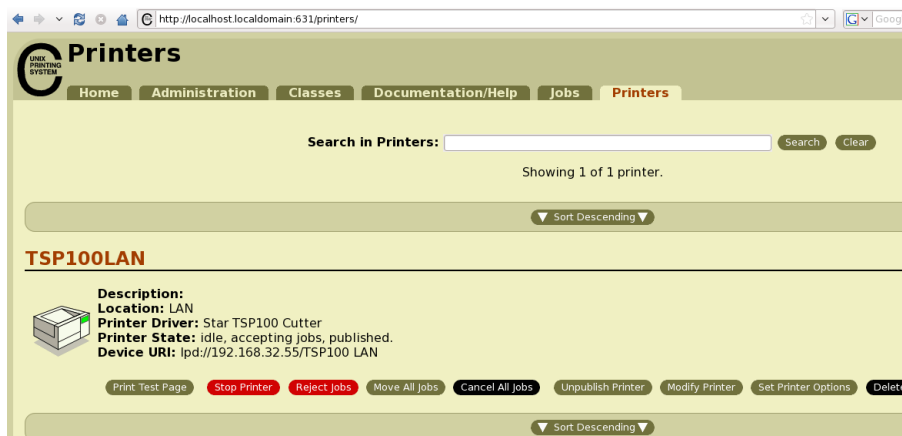 http://localhost.localdomain:631/printers/
G Goog
UNIX
PRINTING
SYSTEM
Printers
Home Administration Classes Documentation/Help Jobs Printers
Search in Printers: Search Clear
Showing 1 of 1 printer.
▼ Sort Descending ▼
TSP100LAN
Description:
Location: LAN
Printer Driver: Star TSP100 Cutter
Printer State: idle, accepting jobs, published.
Device URI: lpd://192.168.32.55/TSP100 LAN
Print Test Page Stop Printer Reject Jobs Move All Jobs Cancel All Jobs Unpublish Printer Modify Printer Set Printer Options Delete
▼ Sort Descending ▼